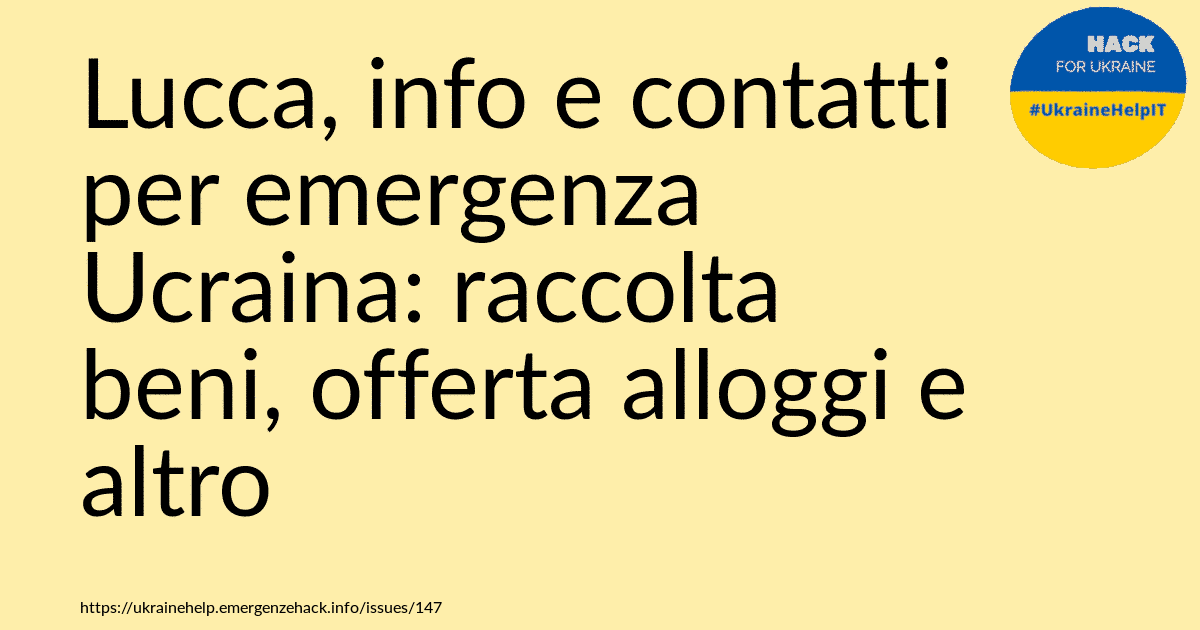 HACK
FOR UKRAINE
#UkraineHelpIT
Lucca, info e contatti
per emergenza
Ucraina: raccolta
beni, offerta alloggi e
altro
https://ukrainehelp.emergenzehack.info/issues/147